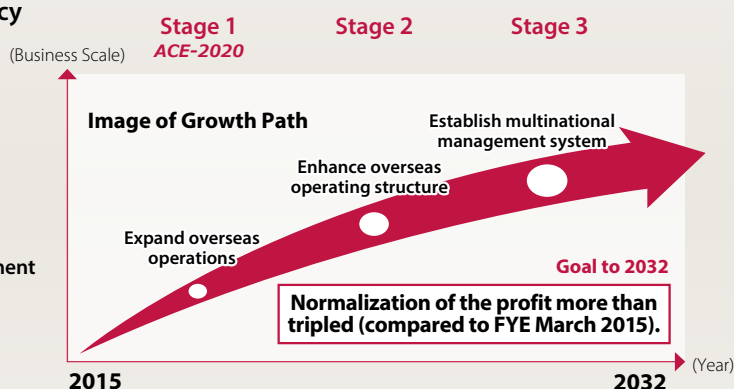 cy
Stage 1
ACE-2020
Stage 2
Stage 3
(Business Scale)
Image of Growth Path
Establish multinational
management system
Enhance overseas
operating structure
Expand overseas
operations
nent
Goal to 2032
Normalization of the profit more than
tripled (compared to FYE March 2015).
(Year)
2015
2032